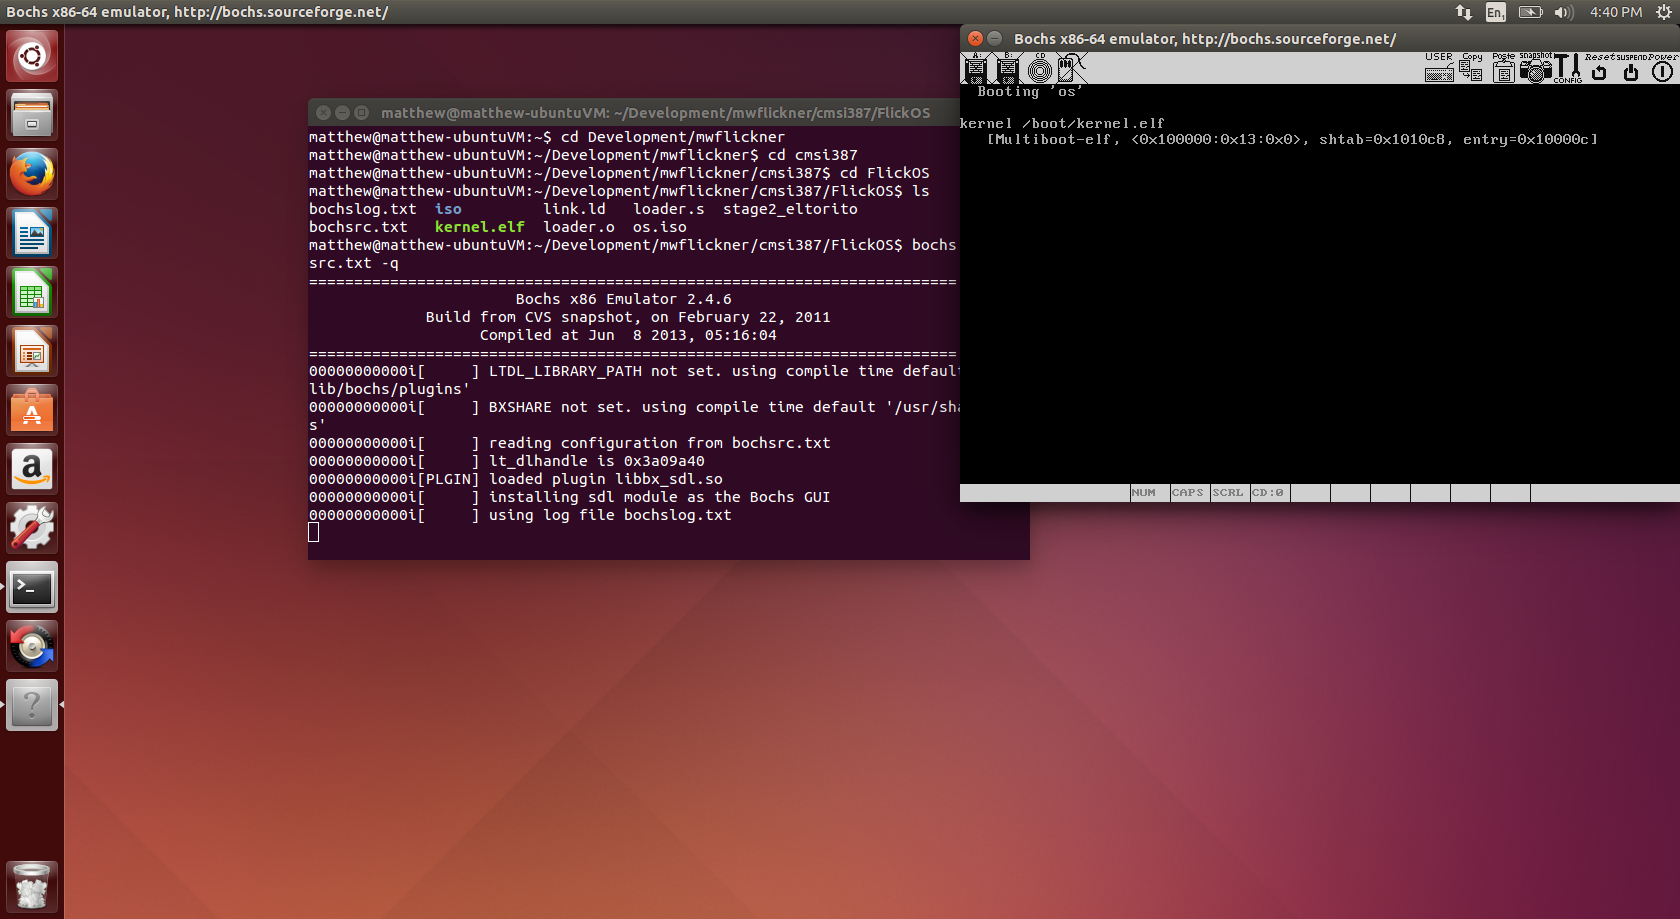 Bochs x86-64 emulator, http://bochs.sourceforge.net/
En1
4:40 PM
matthew@matthew-ubuntuVM: ~/Development/mwflickner/cmsi387/FlickOS
matthew@matthew-ubuntuVM:~$ cd Development/mwflickner
matthew@matthew-ubuntuVM:~/Development/mwflickner$ cd cmsi387
matthew@matthew-ubuntuVM:~/Development/mwflickner/cmsi387$ cd FlickOS
matthew@matthew-ubuntuVM:~/Development/mwflickner/cmsi387/FlickOS$ ls
bochslog.txt  iso         link.ld   loader.s  stage2_eltorito
bochsrc.txt   kernel.elf  loader.o  os.iso
matthew@matthew-ubuntuVM:~/Development/mwflickner/cmsi387/FlickOS$ bochs
src.txt -q
========================================================================
Bochs x86 Emulator 2.4.6
Build from CVS snapshot, on February 22, 2011
Compiled at Jun  8 2013, 05:16:04
========================================================================
00000000000i[     ] LTDL_LIBRARY_PATH not set. using compile time defaul
lib/bochs/plugins'
00000000000i[     ] BXSHARE not set. using compile time default '/usr/sha
s'
00000000000i[     ] reading configuration from bochsrc.txt
00000000000i[     ] lt_dlhandle is 0x3a09a40
00000000000i[PLGIN] loaded plugin libbx_sdl.so
00000000000i[     ] installing sdl module as the Bochs GUI
00000000000i[     ] using log file bochslog.txt
Bochs x86-64 emulator, http://bochs.sourceforge.net/
A: B: CD USER Copy Paste snapshot CONFIG Reset SUSPEND Power
Booting 'os'
kernel /boot/kernel.elf
[Multiboot-elf, <0x100000:0x13:0x0>, shtab=0x1010c8, entry=0x10000c]
NUM CAPS SCRL CD:0